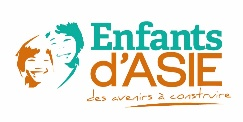 Enfants
d'ASIE
des avenirs à construire